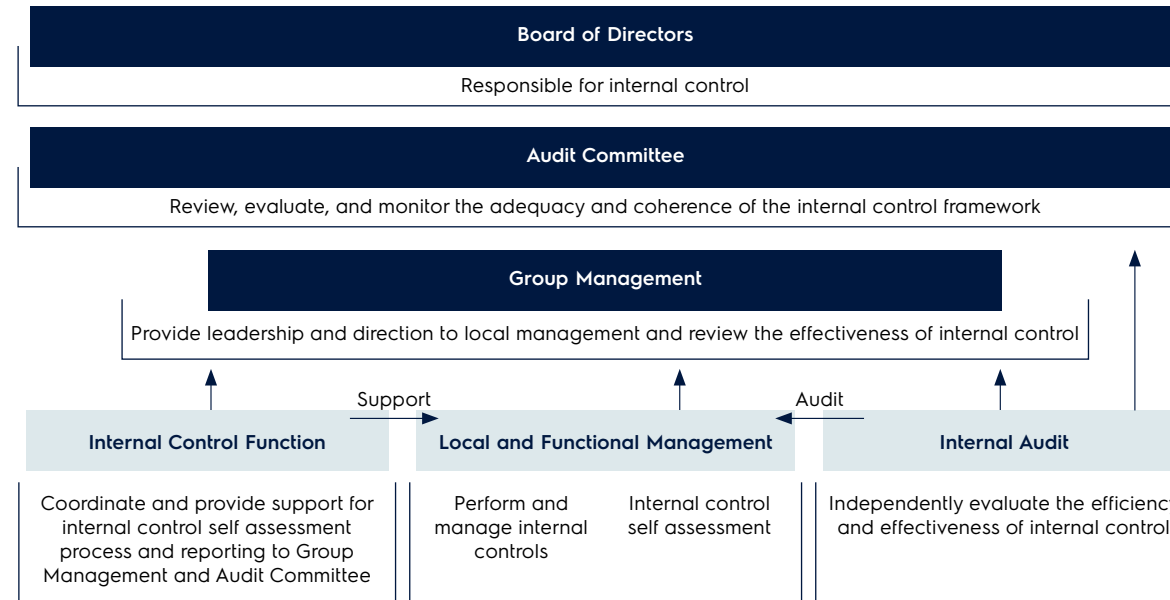 Board of Directors
Responsible for internal control
Audit Committee
Review, evaluate, and monitor the adequacy and coherence of the internal control framework
Group Management
Provide leadership and direction to local management and review the effectiveness of internal control
Support
Audit
Internal Control Function
Coordinate and provide support for
internal control self assessment
process and reporting to Group
Management and Audit Committee
Local and Functional Management
Perform and
manage internal
controls
Internal control
self assessment
Internal Audit
Independently evaluate the efficiency
and effectiveness of internal control